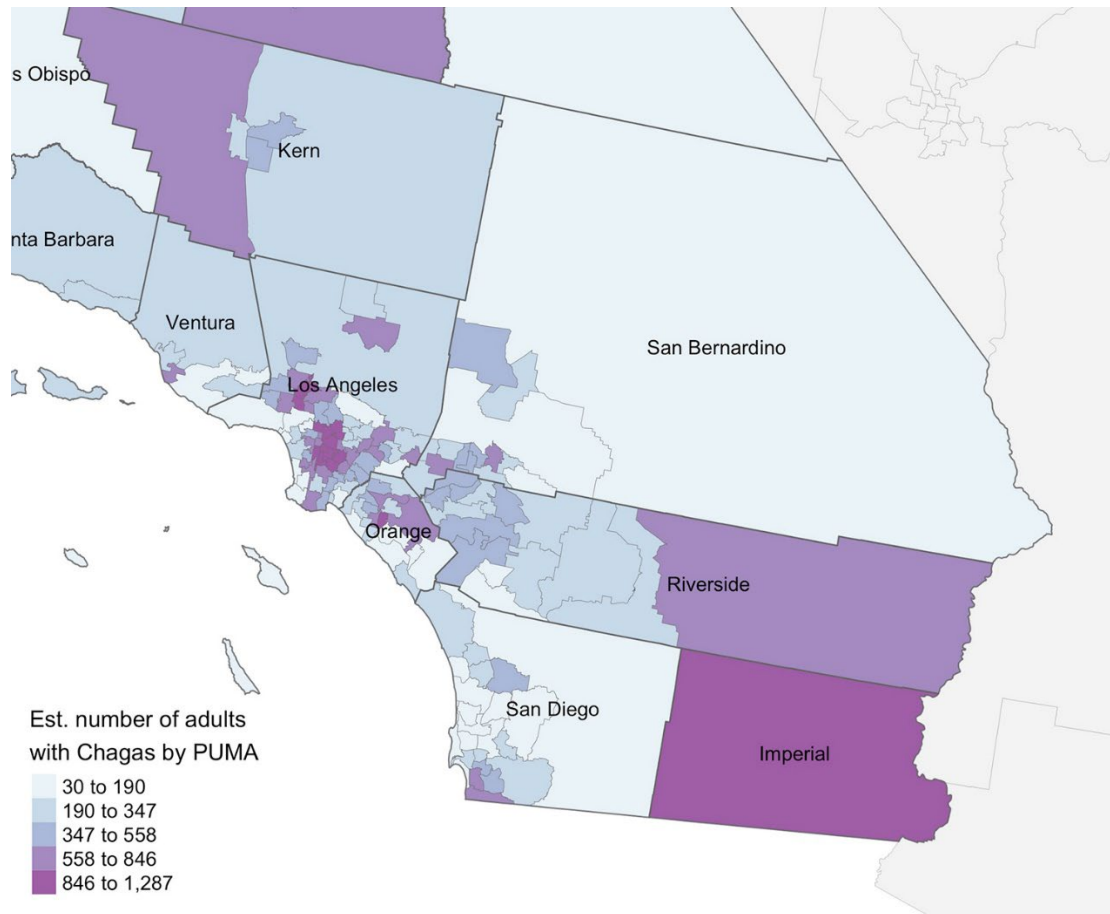 s Obispo
Kern
nta Barbara
Ventura
San Bernardino
Los Angeles
Orange
Riverside
San Diego
Imperial
Est. number of adults
with Chagas by PUMA
30 to 190
190 to 347
347 to 558
558 to 846
846 to 1,287